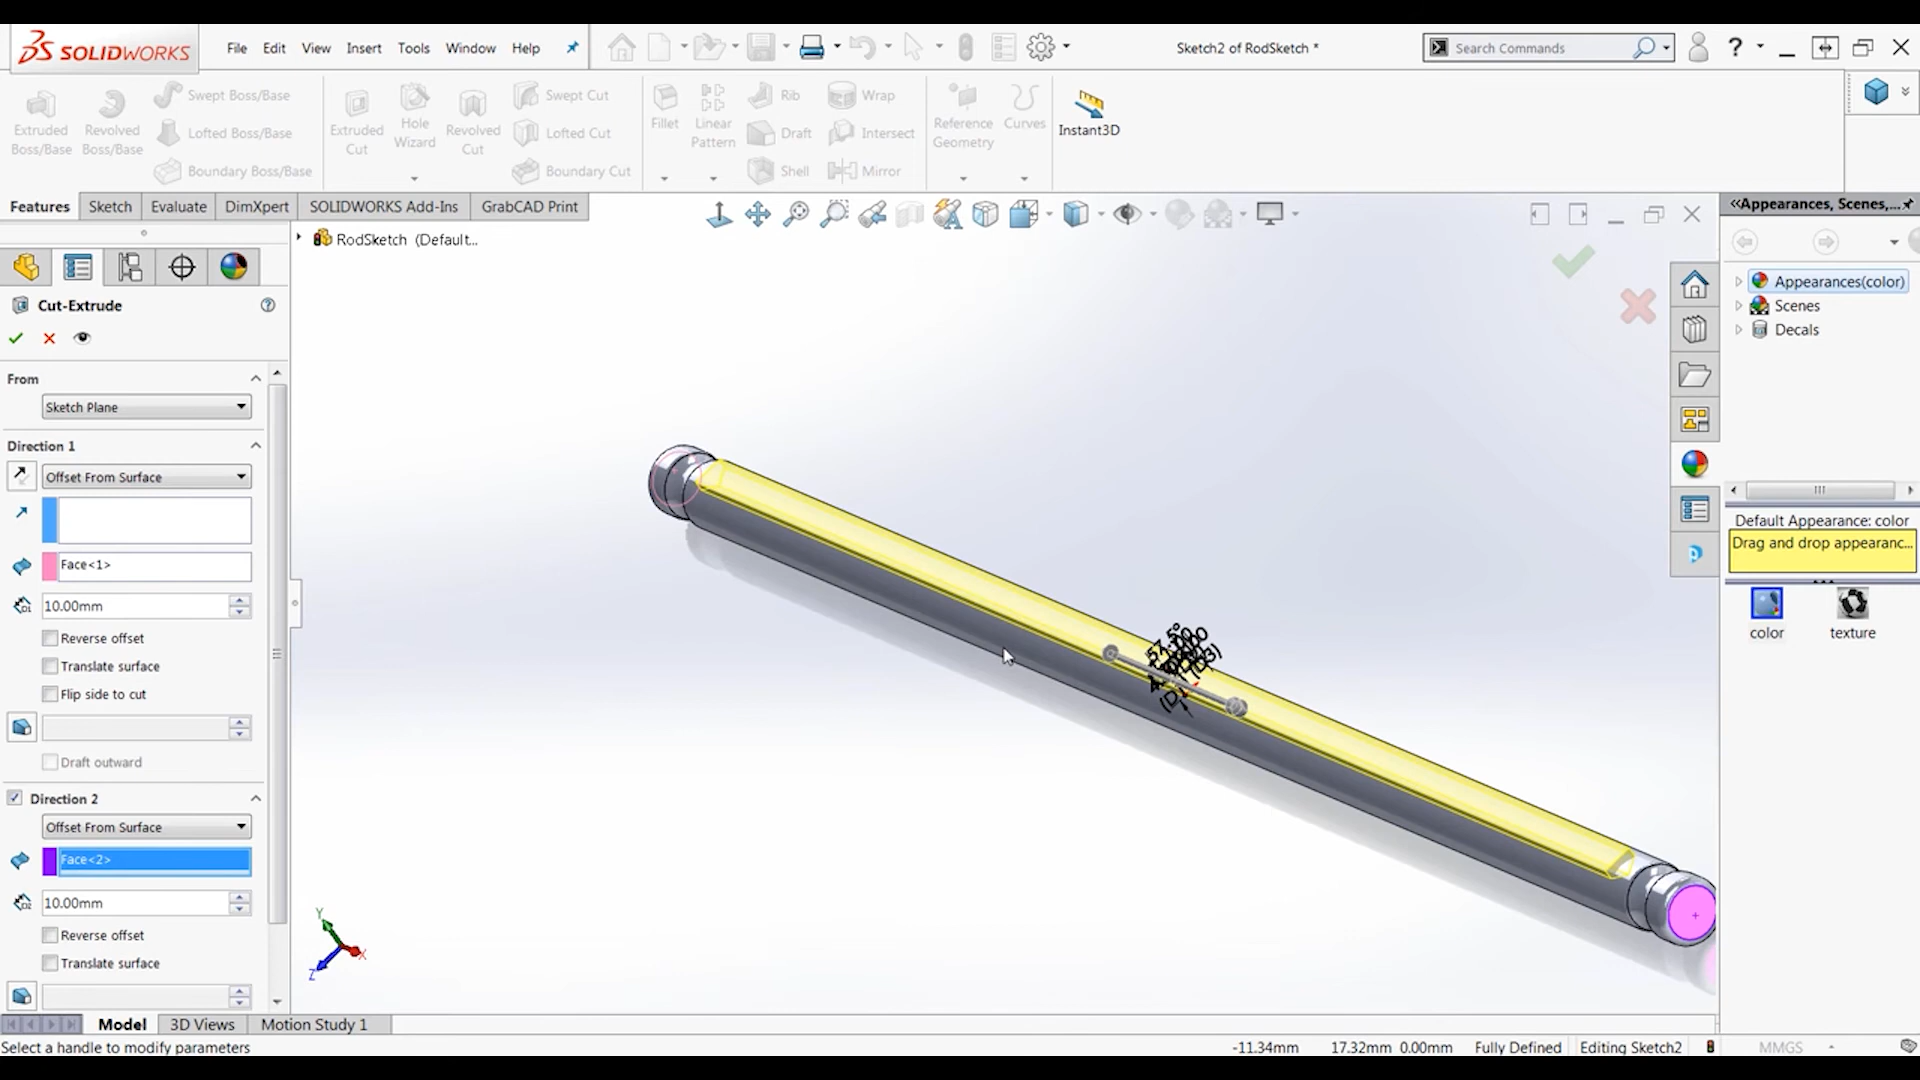 SOLIDWORKS
File Edit View Insert Tools Window Help
Sketch2 of RodSketch *
Search Commands
?
Extruded Boss/Base
Revolved Boss/Base
Swept Boss/Base
Lofted Boss/Base
Boundary Boss/Base
Extruded Cut
Hole Wizard
Revolved Cut
Swept Cut
Lofted Cut
Boundary Cut
Fillet
Linear Pattern
Rib
Draft
Shell
Wrap
Intersect
Mirror
Reference Geometry
Curves
Instant3D
Features Sketch Evaluate DimXpert SOLIDWORKS Add-Ins GrabCAD Print
RodSketch (Default...
Cut-Extrude
From
Sketch Plane
Direction 1
Offset From Surface
Face<1>
10.00mm
Reverse offset
Translate surface
Flip side to cut
Draft outward
Direction 2
Offset From Surface
Face<2>
10.00mm
Reverse offset
Translate surface
Y
X
Z
Appearances, Scenes,...
Appearances(color)
Scenes
Decals
Default Appearance: color
Drag and drop appearanc...
color texture
Model 3D Views Motion Study 1
Select a handle to modify parameters
-11.34mm 17.32mm 0.00mm Fully Defined Editing Sketch2 MMGS